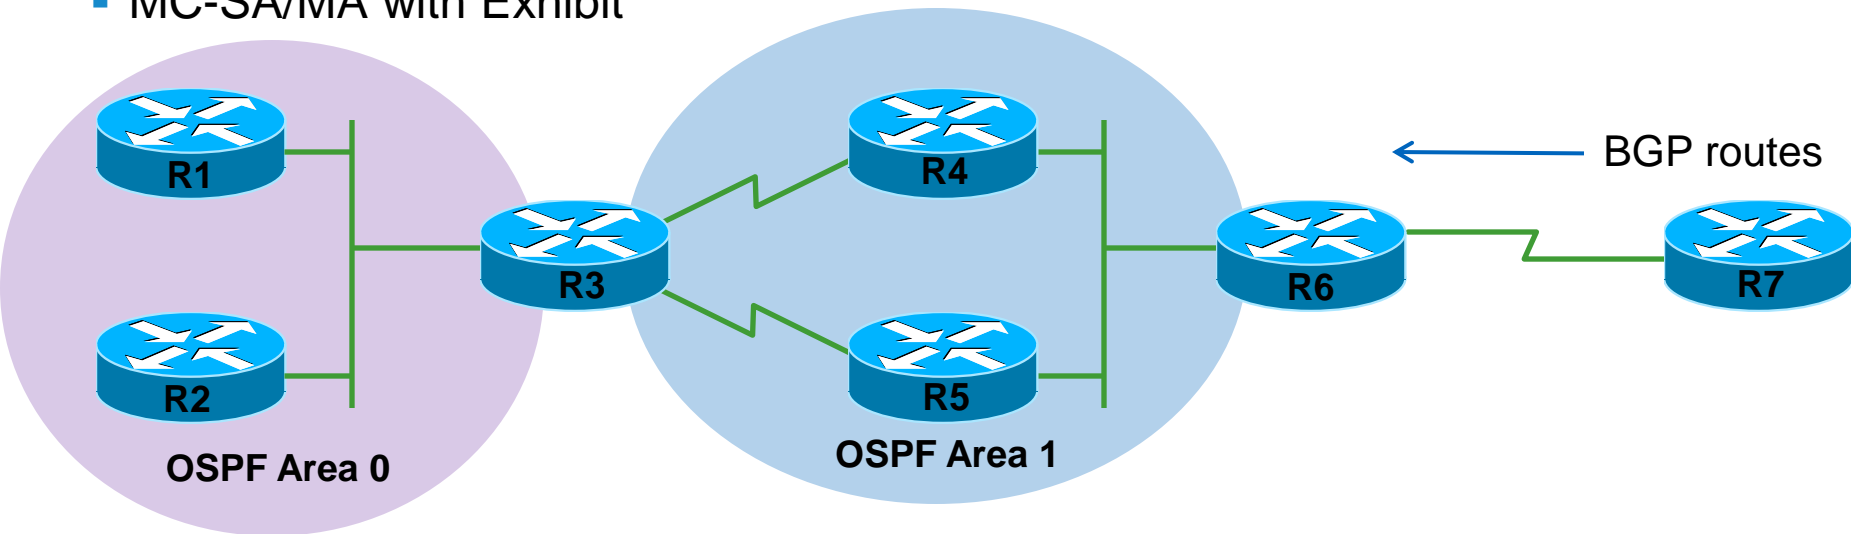 MC-SA/MA with Exhibit
R1
R4
BGP routes
R3
R6
R7
R2
R5
OSPF Area 0
OSPF Area 1